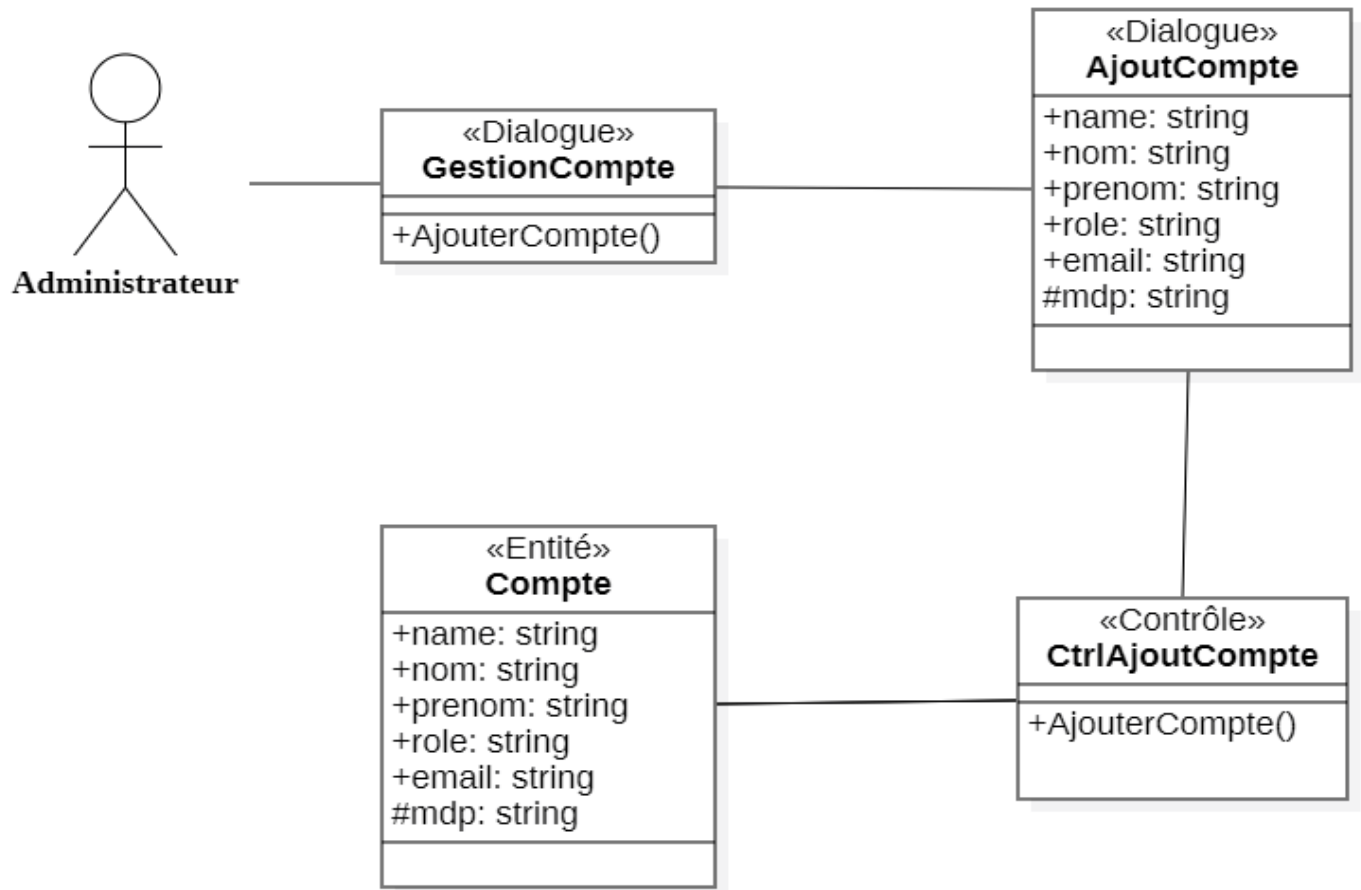 Administrateur
«Dialogue»
GestionCompte
+AjouterCompte()
«Dialogue»
AjoutCompte
+name: string
+nom: string
+prenom: string
+role: string
+email: string
#mdp: string
«Entité»
Compte
+name: string
+nom: string
+prenom: string
+role: string
+email: string
#mdp: string
«Contrôle»
CtrlAjoutCompte
+AjouterCompte()